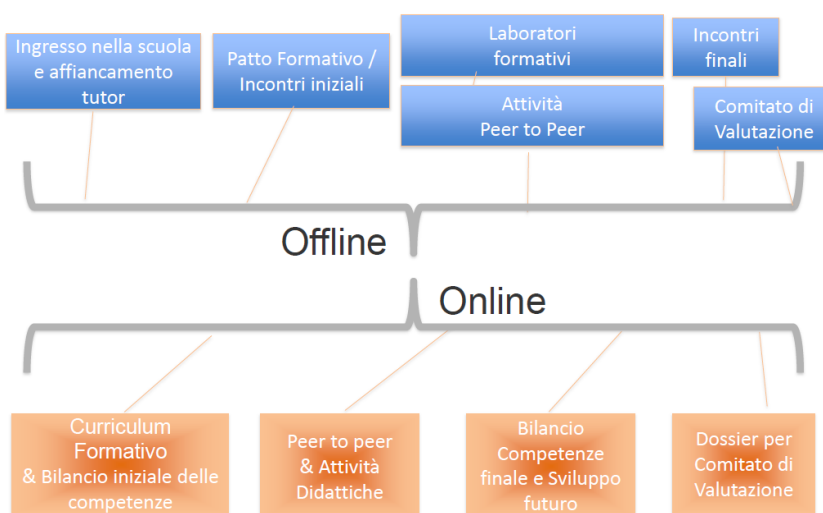 Ingresso nella scuola
e affiancamento
tutor
Patto Formativo /
Incontri iniziali
Laboratori
formativi
Attività
Peer to Peer
Incontri
finali
Comitato di
Valutazione
Offline
Online
Curriculum
Formativo
& Bilancio iniziale delle
competenze
Peer to peer
& Attività
Didattiche
Bilancio
Competenze
finale e Sviluppo
futuro
Dossier per
Comitato di
Valutazione